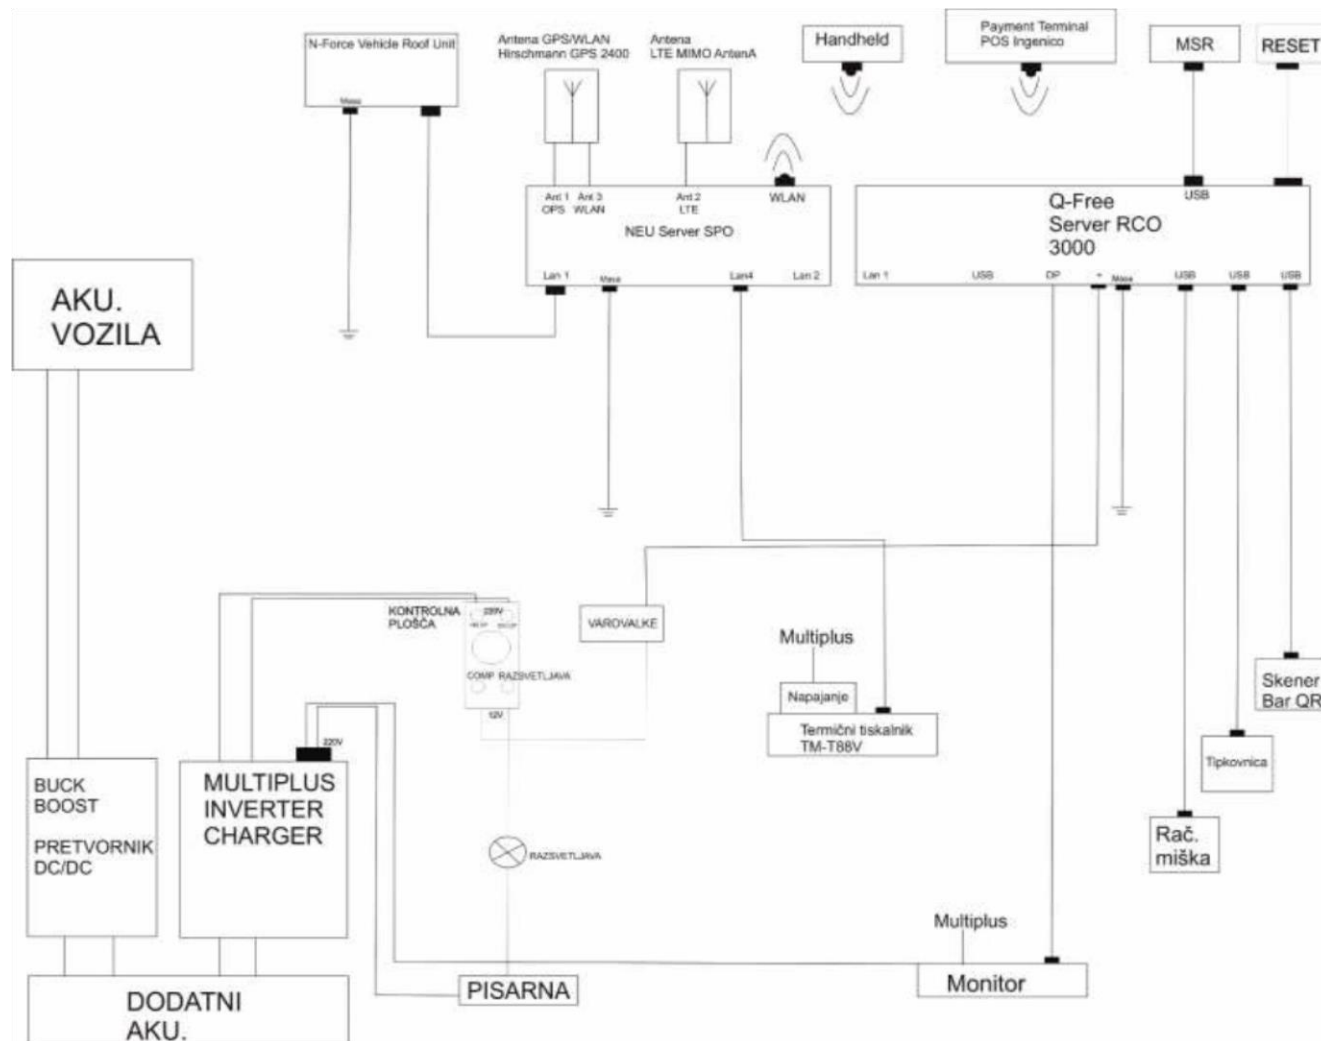 N-Force Vehicle Roof Unit
Masa
Antena GPS/WLAN
Hirschmann GPS 2400
Antena
LTE MIMO AntenA
Handheld
Payment Terminal
POS Ingenico
MSR
RESET
Ant 1
OPS
Ant 3
WLAN
Ant 2
LTE
WLAN
NEU Server SPO
Lan 1
Masa
Lan4
Lan 2
USB
Q-Free
Server RCO
3000
Lan 1
USB
DP
+
Masa
USB
USB
USB
AKU.
VOZILA
KONTROLNA
PLOŠČA
220V
COMP
RAZSVETLJAVA
12V
VAROVALKE
Multiplus
Napajanje
Termični tiskalnik
TM-T88V
Skener
Bar QR
Tipkovnica
Rač.
miška
BUCK
BOOST
PRETVORNIK
DC/DC
220V
MULTIPLUS
INVERTER
CHARGER
RAZSVETLJAVA
Multiplus
Monitor
PISARNA
DODATNI
AKU.